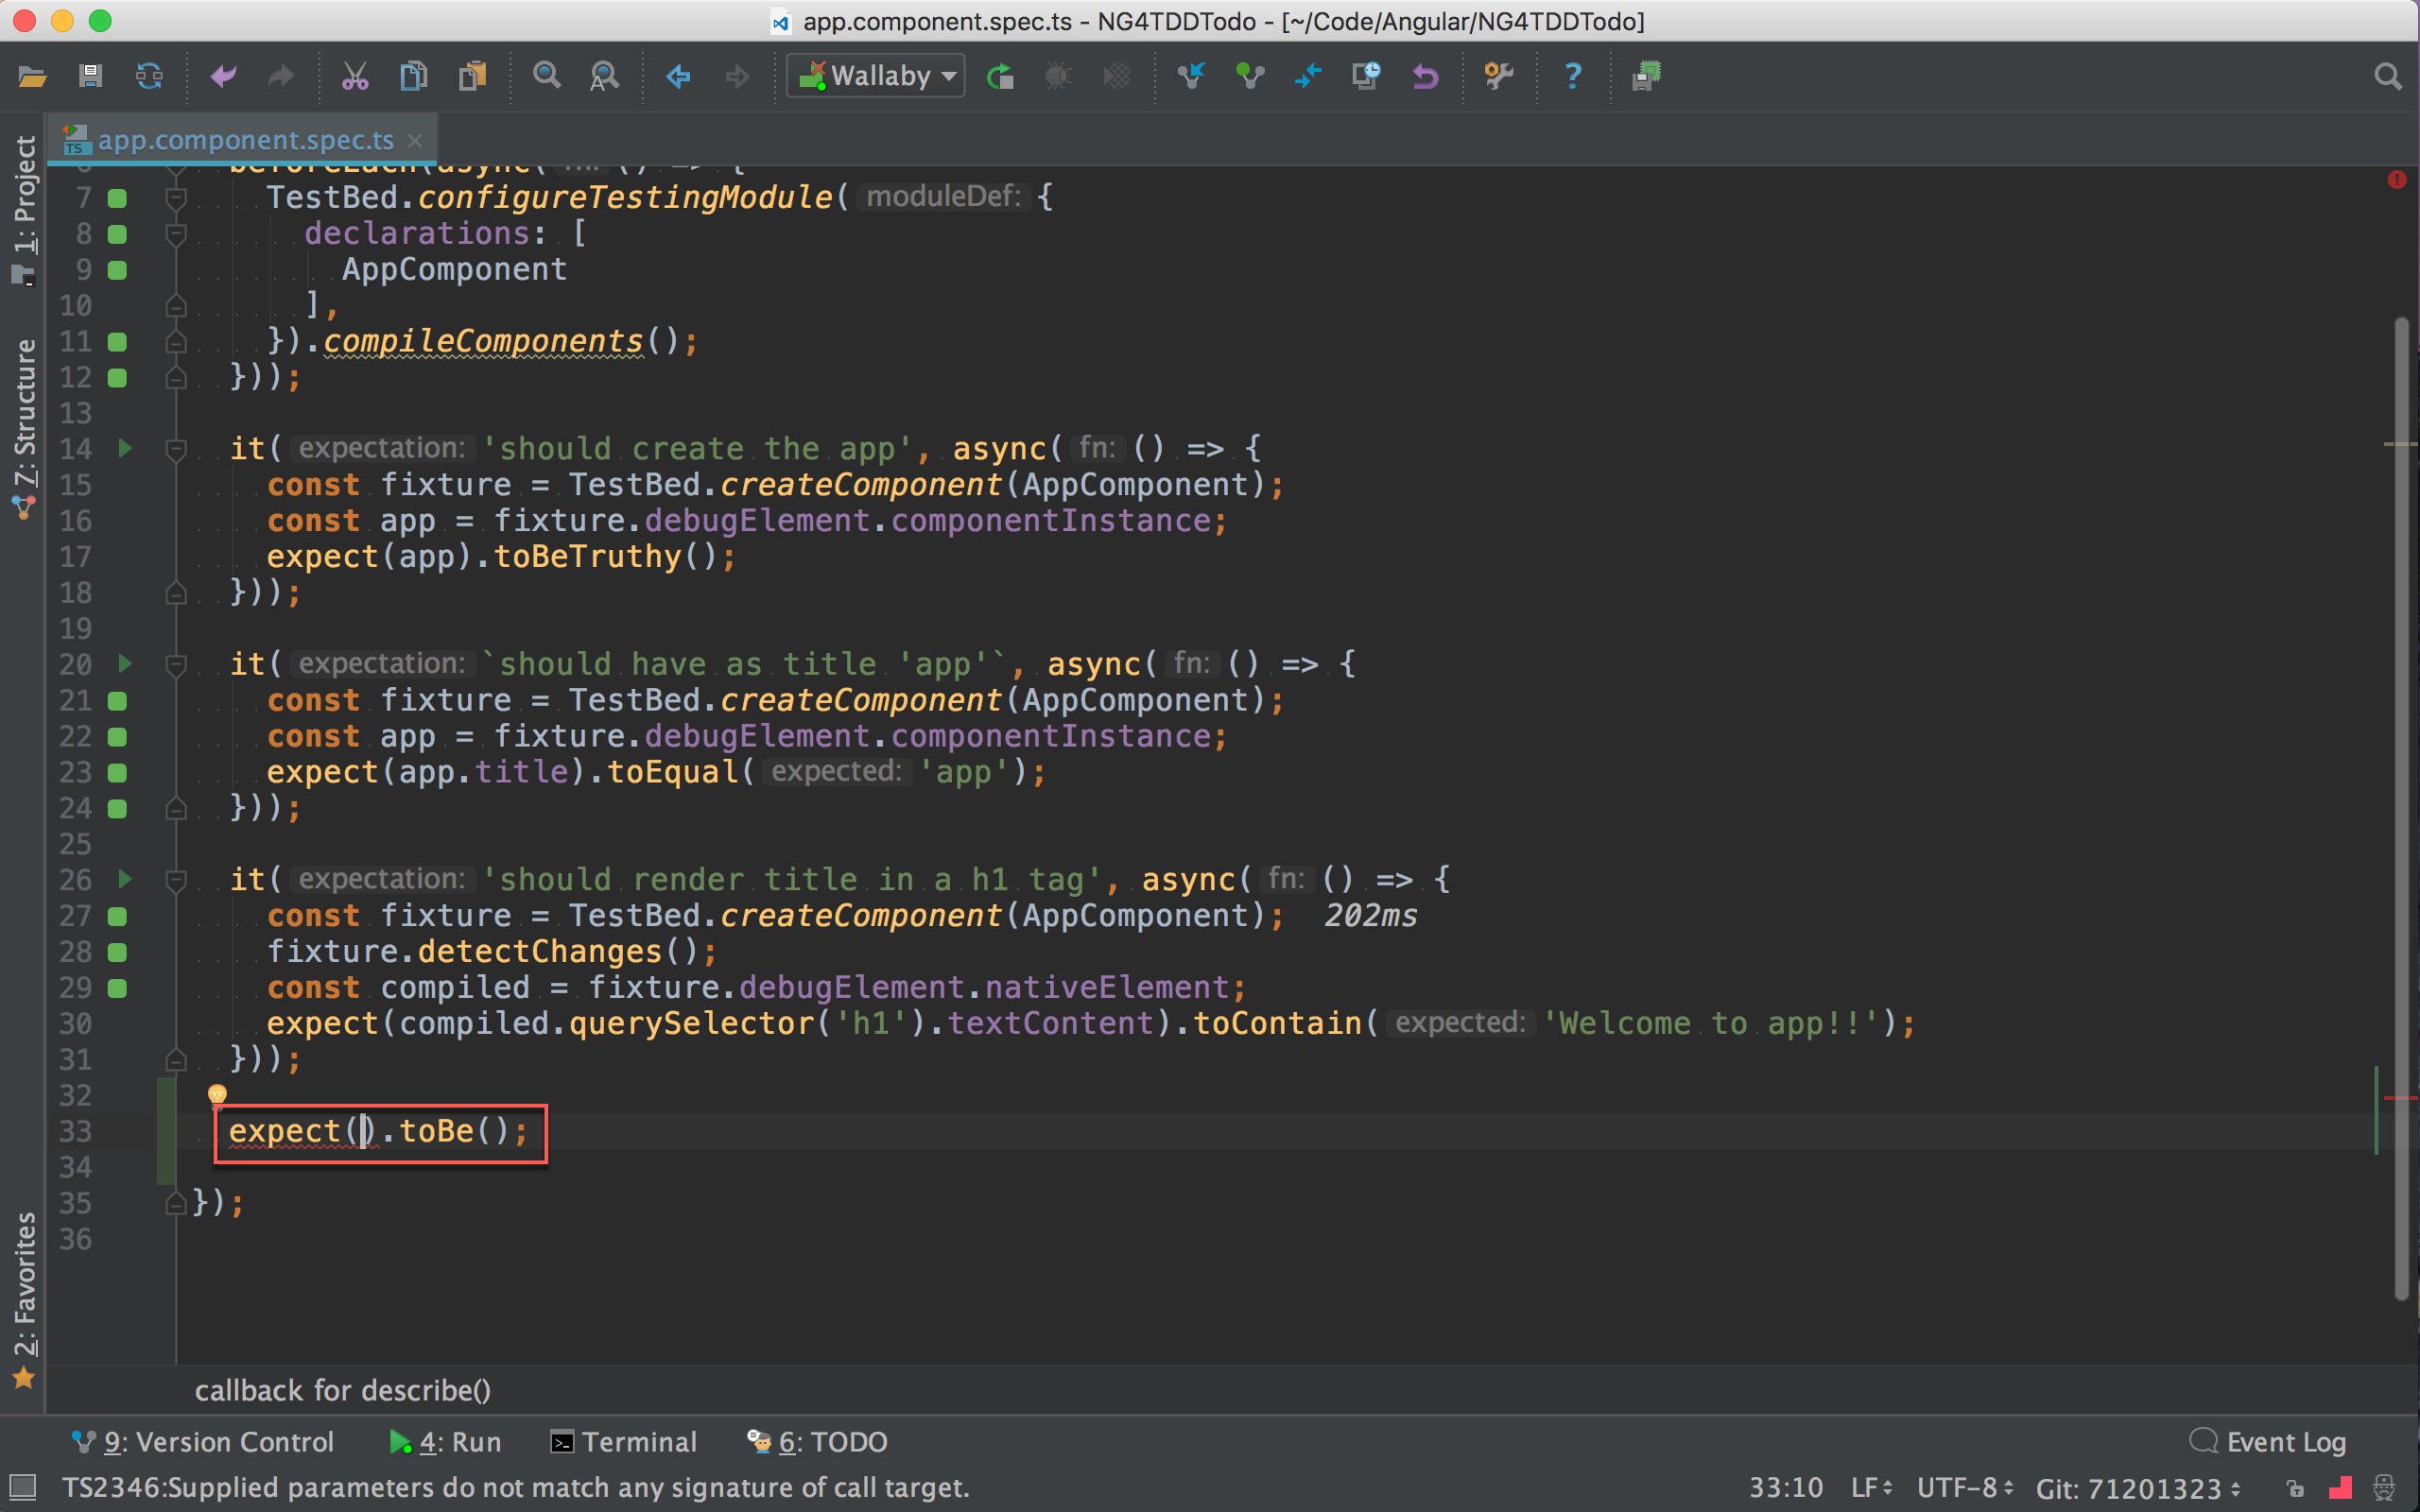 app.component.spec.ts - NG4TDDTodo - [~/Code/Angular/NG4TDDTodo]
Wallaby
app.component.spec.ts
1: Project
7: Structure
2: Favorites
6 beforeEach(async( fn: () => {
7 TestBed.configureTestingModule( moduleDef: {
8 declarations: [
9 AppComponent
10 ],
11 }).compileComponents();
12 }));
13
14 it( expectation: 'should create the app', async( fn: () => {
15 const fixture = TestBed.createComponent(AppComponent);
16 const app = fixture.debugElement.componentInstance;
17 expect(app).toBeTruthy();
18 }));
19
20 it( expectation: `should have as title 'app'`, async( fn: () => {
21 const fixture = TestBed.createComponent(AppComponent);
22 const app = fixture.debugElement.componentInstance;
23 expect(app.title).toEqual( expected: 'app');
24 }));
25
26 it( expectation: 'should render title in a h1 tag', async( fn: () => {
27 const fixture = TestBed.createComponent(AppComponent); 202ms
28 fixture.detectChanges();
29 const compiled = fixture.debugElement.nativeElement;
30 expect(compiled.querySelector('h1').textContent).toContain( expected: 'Welcome to app!!');
31 }));
32
33 expect().toBe();
34
35 });
36
callback for describe()
9: Version Control 4: Run Terminal 6: TODO Event Log
TS2346:Supplied parameters do not match any signature of call target. 33:10 LF UTF-8 Git: 71201323